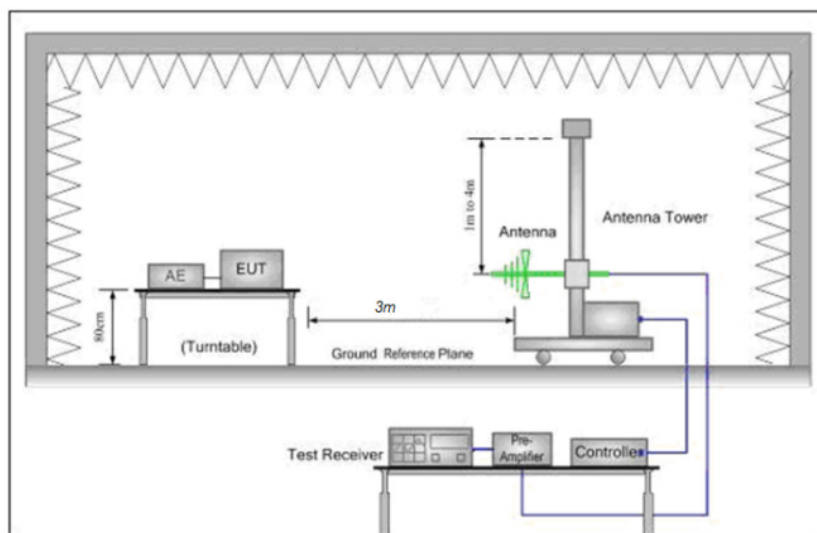 1m to 4m
Antenna
Antenna Tower
AE
EUT
80cm
3m
(Turntable)
Ground Reference Plane
Test Receiver
Pre-
Amplifier
Controller